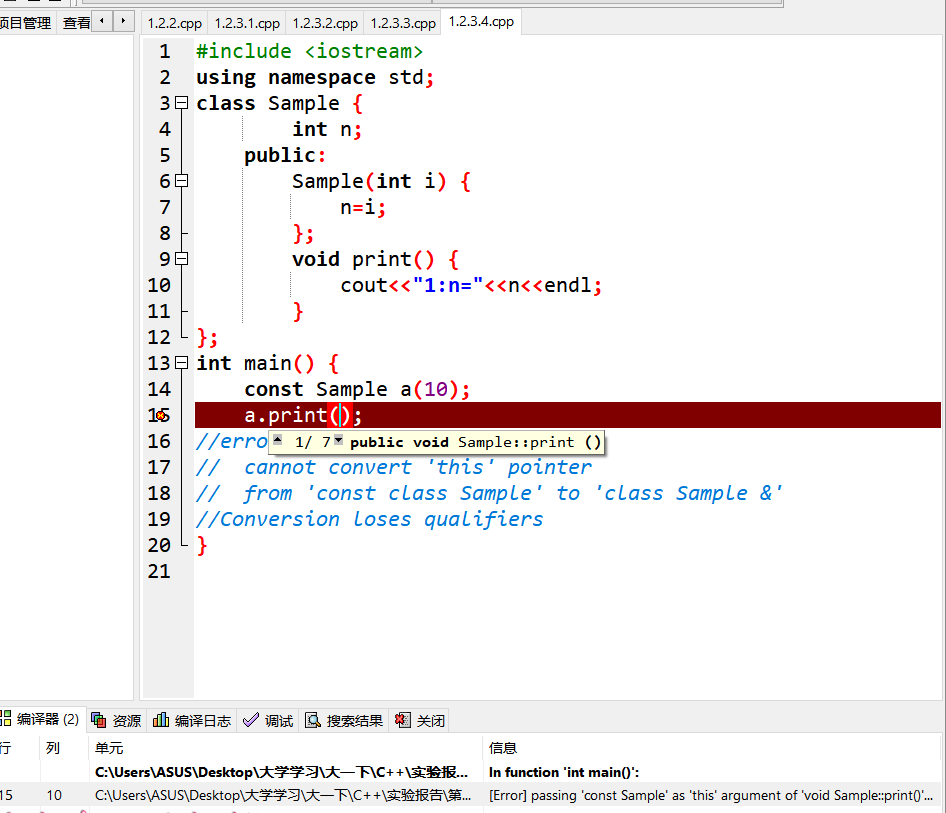 项目管理 查看 1.2.2.cpp 1.2.3.1.cpp 1.2.3.2.cpp 1.2.3.3.cpp 1.2.3.4.cpp
1 #include <iostream>
2 using namespace std;
3 class Sample {
4 int n;
5 public:
6 Sample(int i) {
7 n=i;
8 };
9 void print() {
10 cout<<"1:n="<<n<<endl;
11 }
12 };
13 int main() {
14 const Sample a(10);
15 a.print();
16 //erro 1/ 7 public void Sample::print ()
17 // cannot convert 'this' pointer
18 // from 'const class Sample' to 'class Sample &'
19 //Conversion loses qualifiers
20 }
21
编译器 (2) 资源 编译日志 调试 搜索结果 关闭
行 列 单元 信息
C:\Users\ASUS\Desktop\大学学习\大一下\C++\实验报... In function 'int main()':
15 10 C:\Users\ASUS\Desktop\大学学习\大一下\C++\实验报告\第... [Error] passing 'const Sample' as 'this' argument of 'void Sample::print()'...